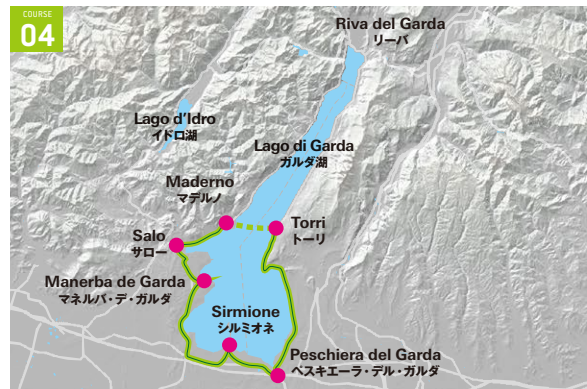 COURSE
04
Riva del Garda
リーバ
Lago d'Idro
イドロ湖
Lago di Garda
ガルダ湖
Maderno
マデルノ
Salo
サロー
Torri
トーリ
Manerba de Garda
マネルバ・デ・ガルダ
Sirmione
シルミオネ
Peschiera del Garda
ペスキエーラ・デル・ガルダ